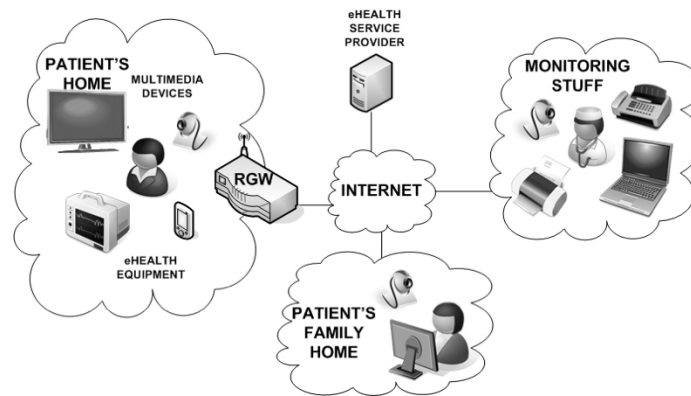 eHEALTH
SERVICE
PROVIDER
PATIENT'S
HOME
MULTIMEDIA
DEVICES
MONITORING
STUFF
RGW
INTERNET
eHEALTH
EQUIPMENT
PATIENT'S
FAMILY
HOME